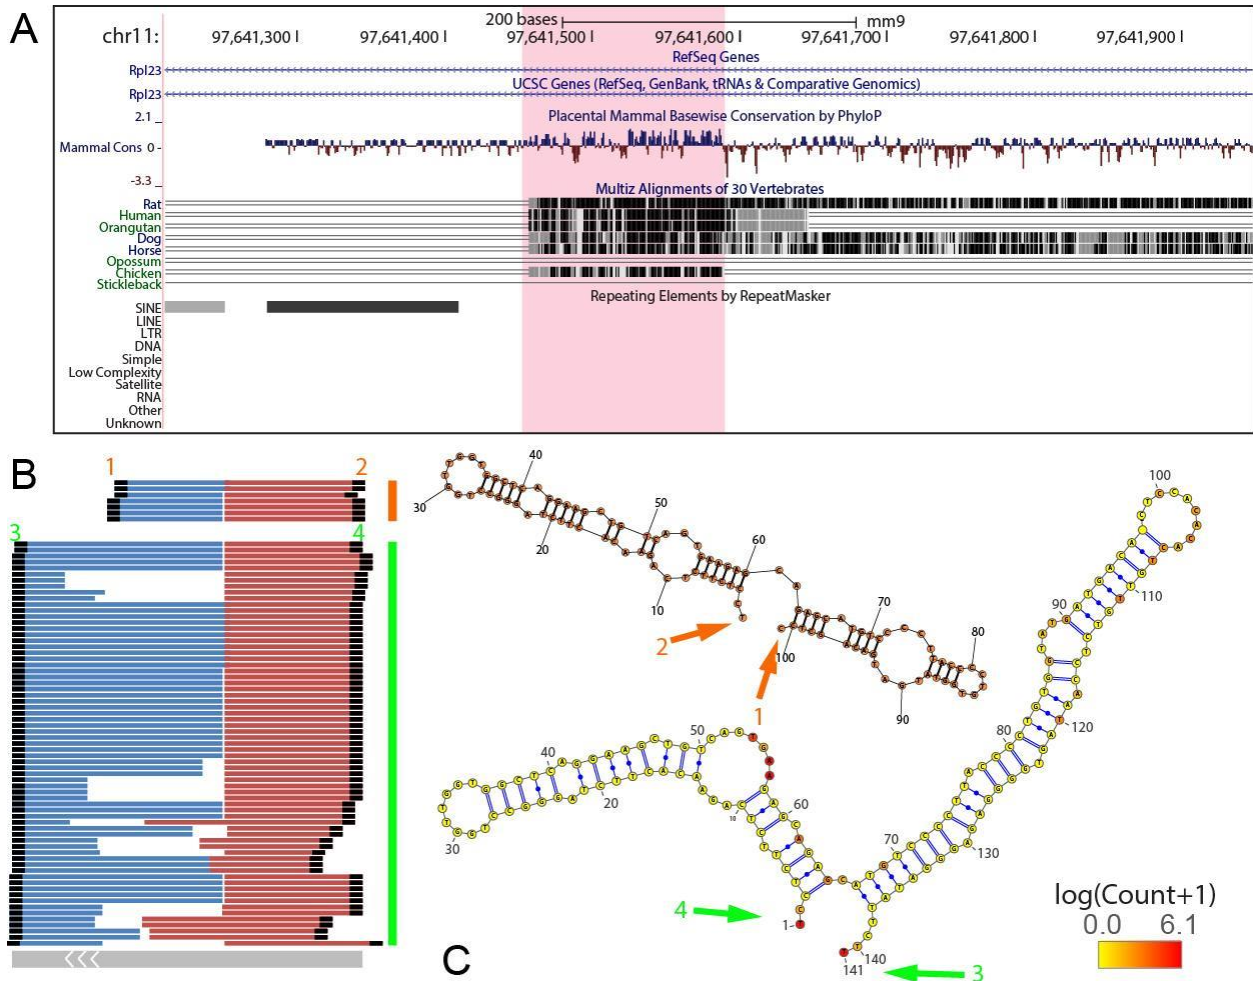 A
200 bases
mm9
chr11:
97,641,300 I
97,641,400 I
97,641,500 I
97,641,600 I
97,641,700 I
97,641,800 I
97,641,900 I
RefSeq Genes
Rpl23
UCSC Genes (RefSeq, GenBank, tRNAs & Comparative Genomics)
Rpl23
2.1 _
Placental Mammal Basewise Conservation by PhyloP
Mammal Cons 0 -
-3.3 _
Multiz Alignments of 30 Vertebrates
Rat
Human
Orangutan
Dog
Horse
Opossum
Chicken
Stickleback
Repeating Elements by RepeatMasker
SINE
LINE
LTR
DNA
Simple
Low Complexity
Satellite
RNA
Other
Unknown
B
1
2
3
4
40
30
20
50
10
60
70
80
90
100
2
1
100
90
110
120
80
130
70
60
50
40
30
20
10
1
140
141
4
3
log(Count+1)
0.0 6.1
C